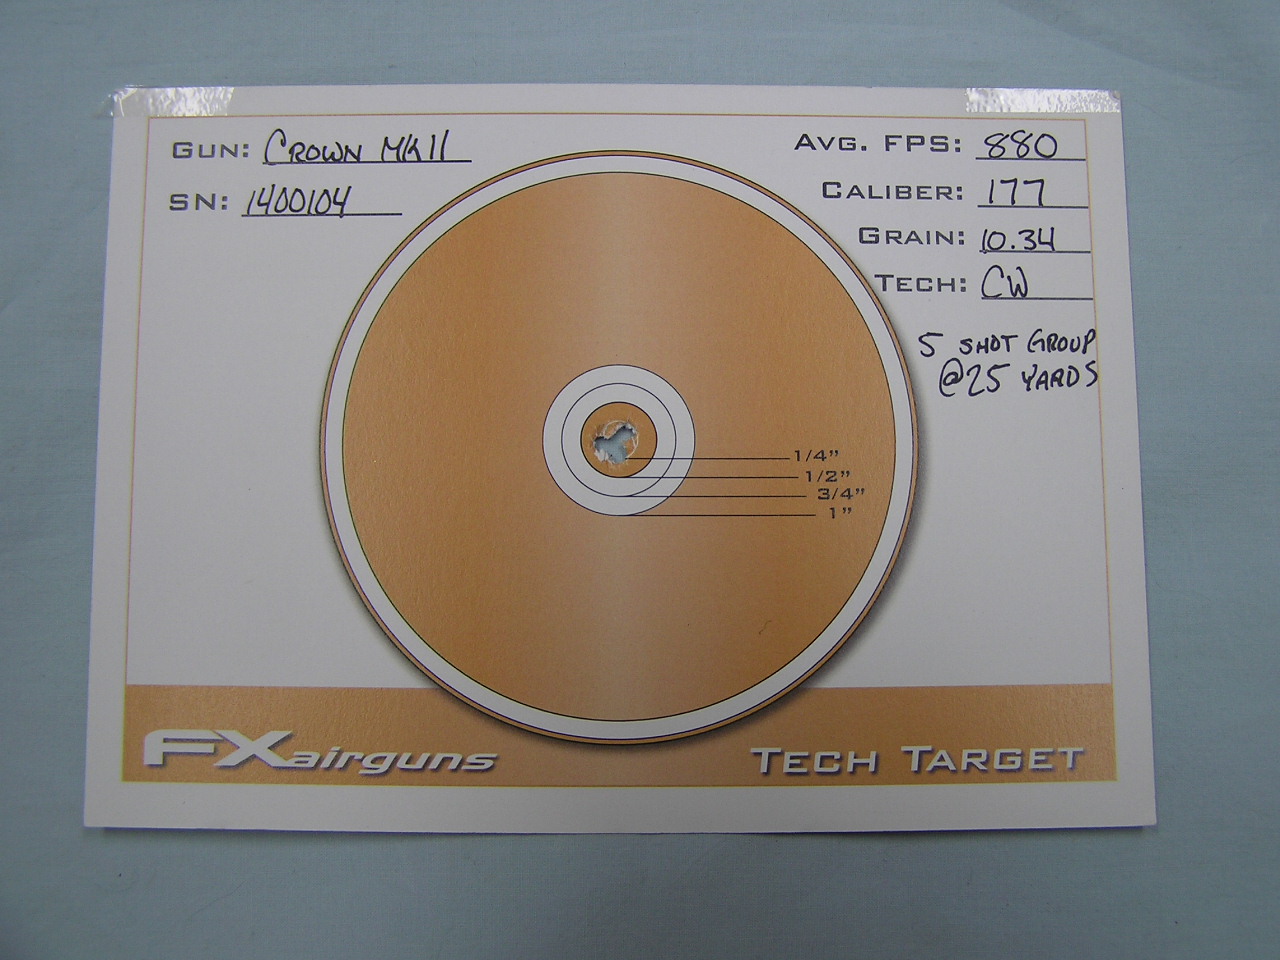 GUN: CROWN MKII
SN: 1400104
AVG. FPS: 880
CALIBER: 177
GRAIN: 10.34
TECH: CW
5 SHOT GROUP
@25 YARDS
1/4"
1/2"
3/4"
1"
FXairguns
TECH TARGET